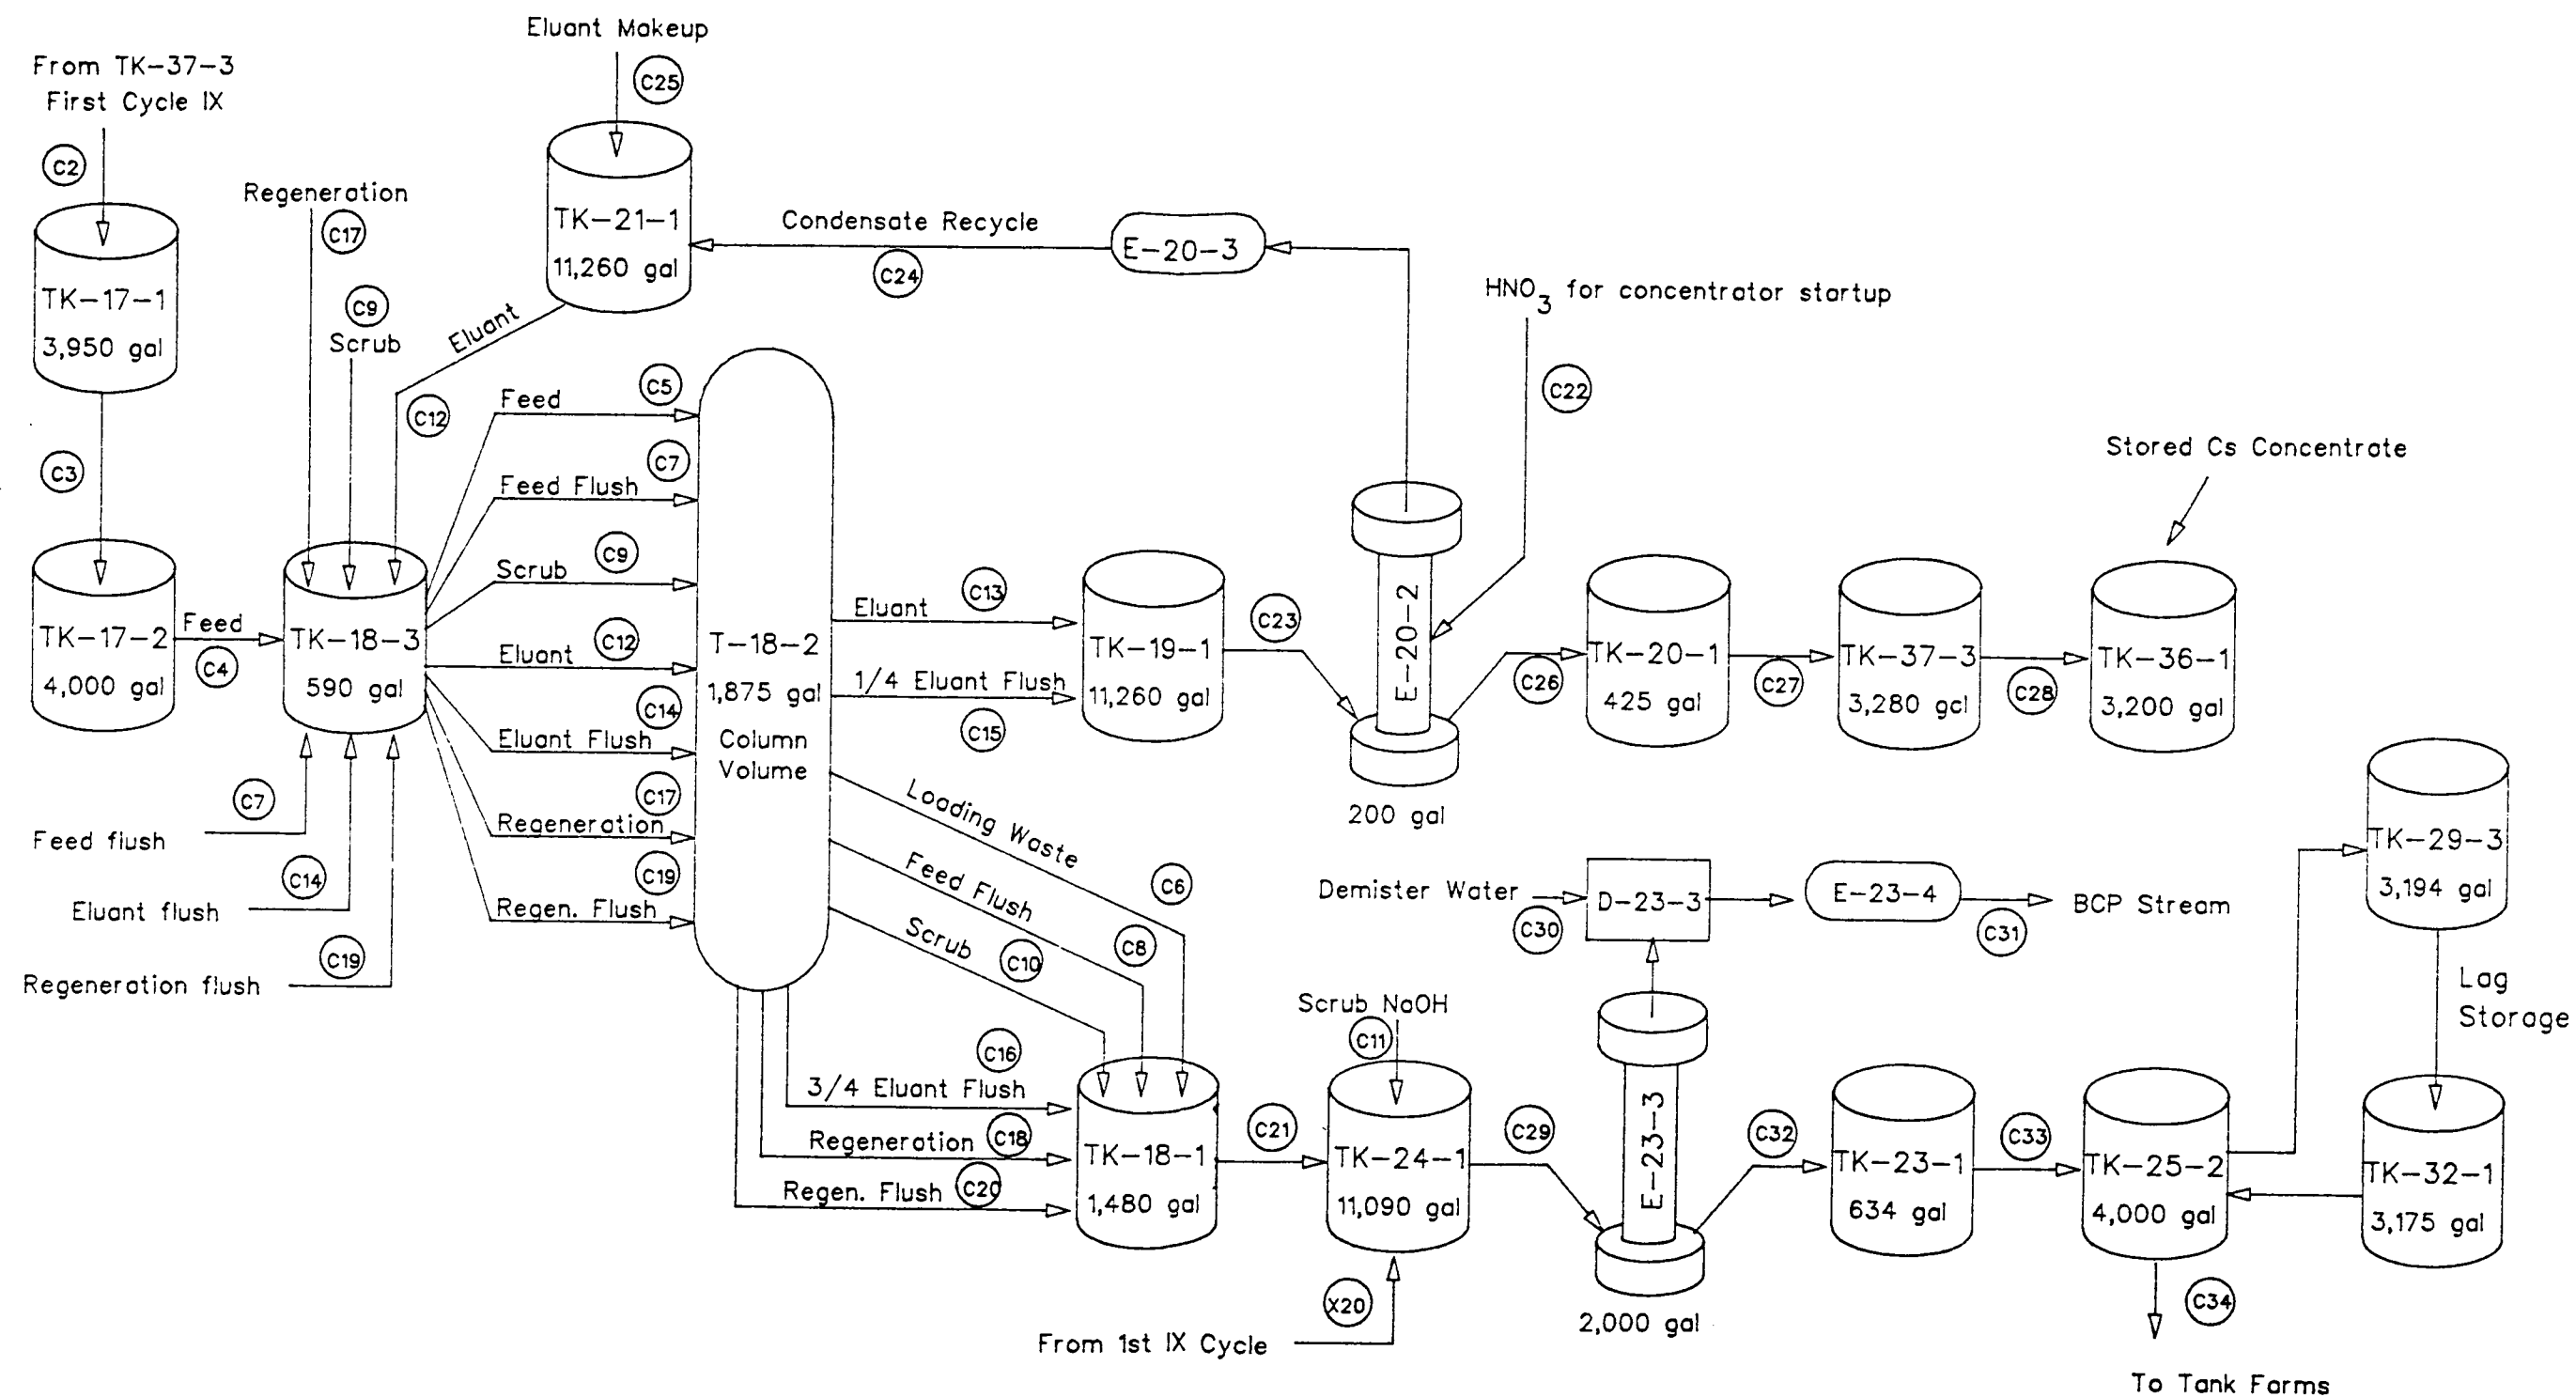 From TK-37-3
First Cycle IX
C2
TK-17-1
3,950 gal
C3
TK-17-2
4,000 gal
Feed
C4
Regeneration
C17
C9
Scrub
Eluant Makeup
C25
TK-21-1
11,260 gal
Eluant
C12
Condensate Recycle
C24
E-20-3
HNO3 for concentrator startup
C22
TK-18-3
590 gal
C7
Feed flush
C14
Eluant flush
C19
Regeneration flush
Feed
C5
Feed Flush
C7
Scrub
C9
Eluant
C12
Eluant Flush
C14
Regeneration
C17
Regen. Flush
C19
T-18-2
1,875 gal
Column
Volume
Eluant
C13
1/4 Eluant Flush
C15
TK-19-1
11,260 gal
C23
E-20-2
200 gal
C26
TK-20-1
425 gal
C27
TK-37-3
3,280 gal
C28
Stored Cs Concentrate
TK-36-1
3,200 gal
Loading Waste
C6
Feed Flush
C8
Scrub
C10
3/4 Eluant Flush
C16
Regeneration
C18
Regen. Flush
C20
TK-18-1
1,480 gal
C21
Scrub NaOH
C11
TK-24-1
11,090 gal
X20
From 1st IX Cycle
C29
Demister Water
C30
D-23-3
E-23-4
C31
BCP Stream
E-23-3
2,000 gal
C32
TK-23-1
634 gal
C33
TK-25-2
4,000 gal
C34
To Tank Farms
TK-29-3
3,194 gal
Lag
Storage
TK-32-1
3,175 gal